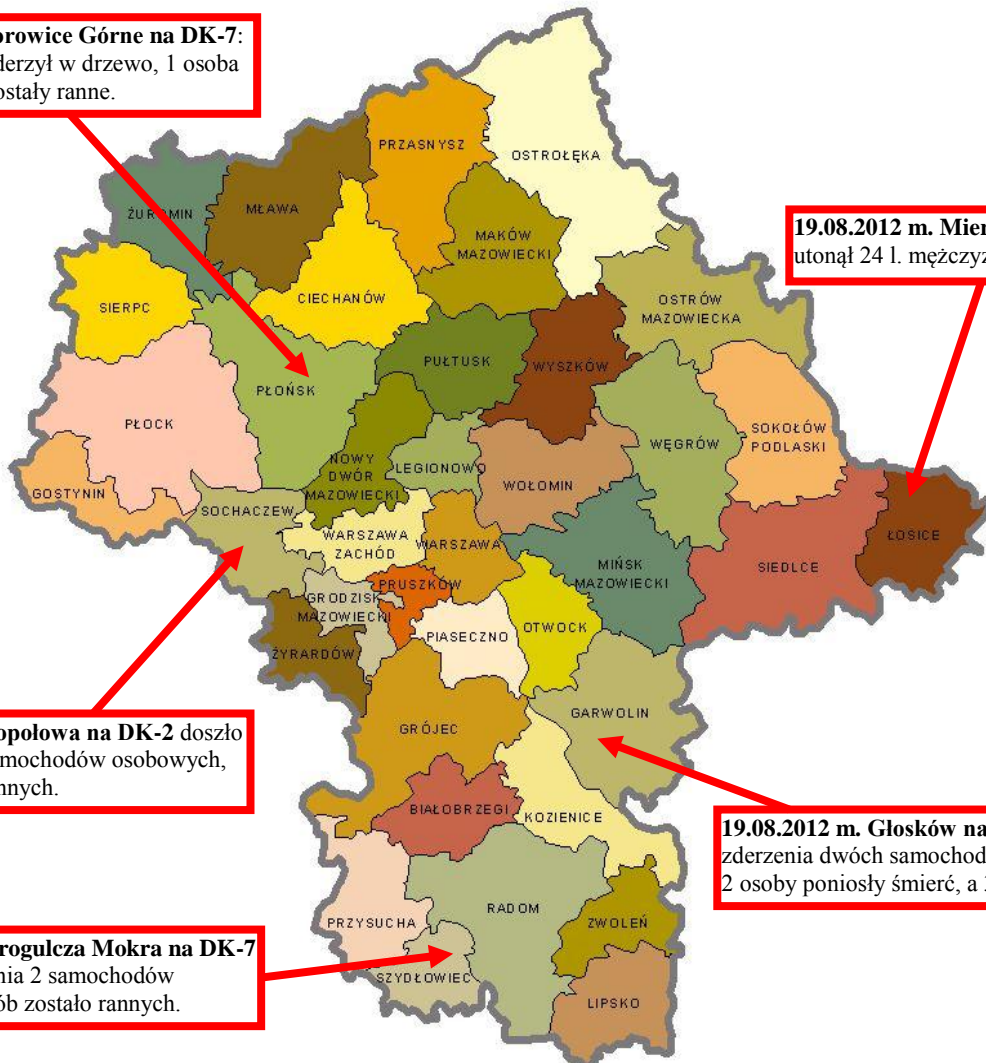 orowice Górne na DK-7:
derzył w drzewo, 1 osoba
ostały ranne.
PRZASNYSZ
OSTROŁĘKA
ŻUROMIN
MŁAWA
MAKÓW
MAZOWIECKI
19.08.2012 m. Mier
utonął 24 l. mężczyz
SIERPC
CIECHANÓW
OSTRÓW
MAZOWIECKA
PUŁTUSK
WYSZKÓW
PŁOŃSK
PŁOCK
WĘGRÓW
SOKOŁÓW
PODLASKI
NOWY
DWÓR
MAZOWIECKI
LEGIONOWO
WOŁOMIN
GOSTYNIN
SOCHACZEW
WARSZAWA
ZACHÓD
WARSZAWA
ŁOSICE
MIŃSK
MAZOWIECKI
SIEDLCE
PRUSZKÓW
GRODZISK
MAZOWIECKI
PIASECZNO
OTWOCK
ŻYRARDÓW
GARWOLIN
GRÓJEC
opołowa na DK-2 doszło
mochodów osobowych,
nnych.
BIAŁOBRZEGI
KOZIENICE
19.08.2012 m. Głosków na
zderzenia dwóch samochod
2 osoby poniosły śmierć, a
RADOM
PRZYSUCHA
ZWOLEŃ
rogulcza Mokra na DK-7
nia 2 samochodów
ób zostało rannych.
SZYDŁOWIEC
LIPSKO